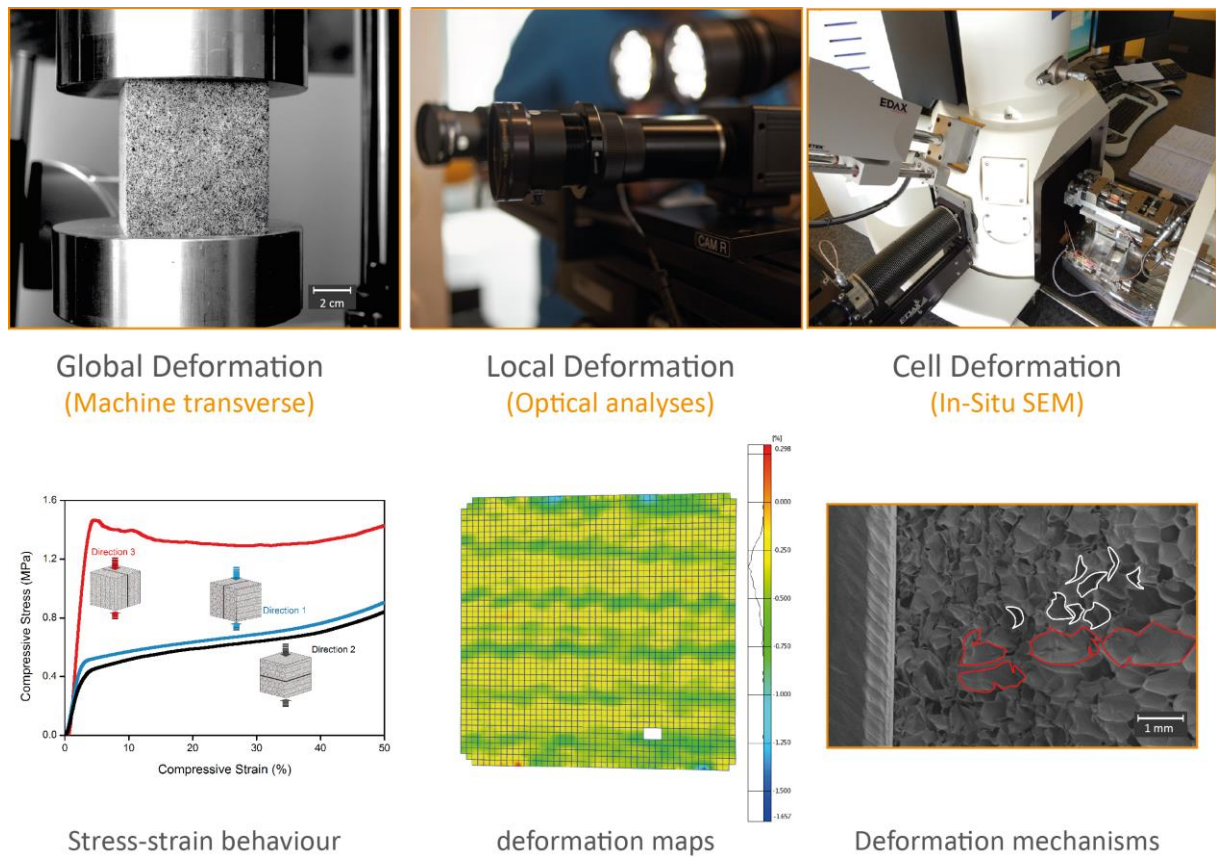 2 cm
CAM R
EDAX
EDAX
Global Deformation
(Machine transverse)
Local Deformation
(Optical analyses)
Cell Deformation
(In-Situ SEM)
1.6
1.2
0.8
0.4
0.0
Compressive Stress (MPa)
Direction 3
Direction 1
Direction 2
0
10
20
30
40
50
Compressive Strain (%)
[%]
0.298
0.000
-0.250
-0.500
-0.750
-1.000
-1.250
-1.500
-1.657
1 mm
Stress-strain behaviour
deformation maps
Deformation mechanisms